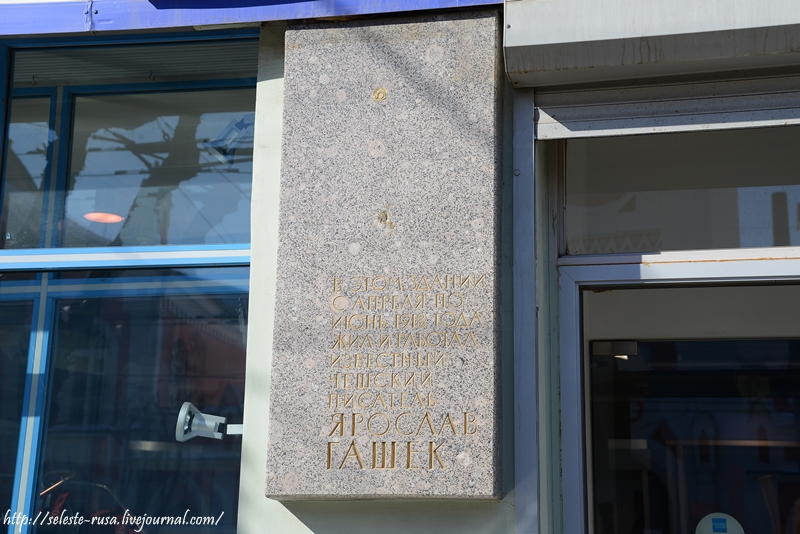 В ЭТОМ ЗДАНИИ
С АПРЕЛЯ ПО
ИЮНЬ 1918 ГОДА
ЖИЛ И РАБОТАЛ
ИЗВЕСТНЫЙ
ЧЕШСКИЙ
ПИСАТЕЛЬ
ЯРОСЛАВ
ГАШЕК
http://seleste-rusa.livejournal.com/